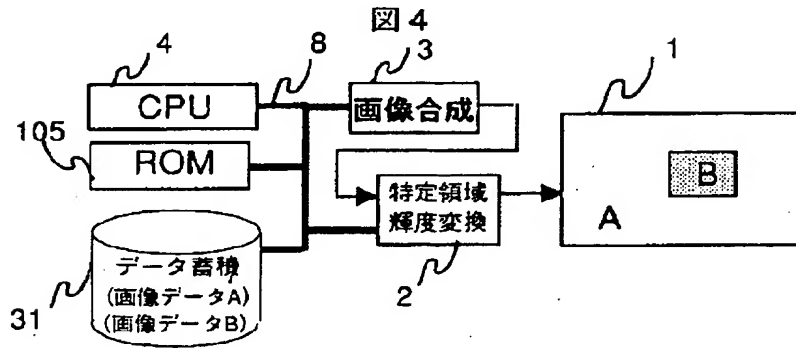 図4
4
8
3
1
CPU
画像合成
105
ROM
B
特定領域
輝度変換
A
データ蓄積
(画像データA)
(画像データB)
31
2